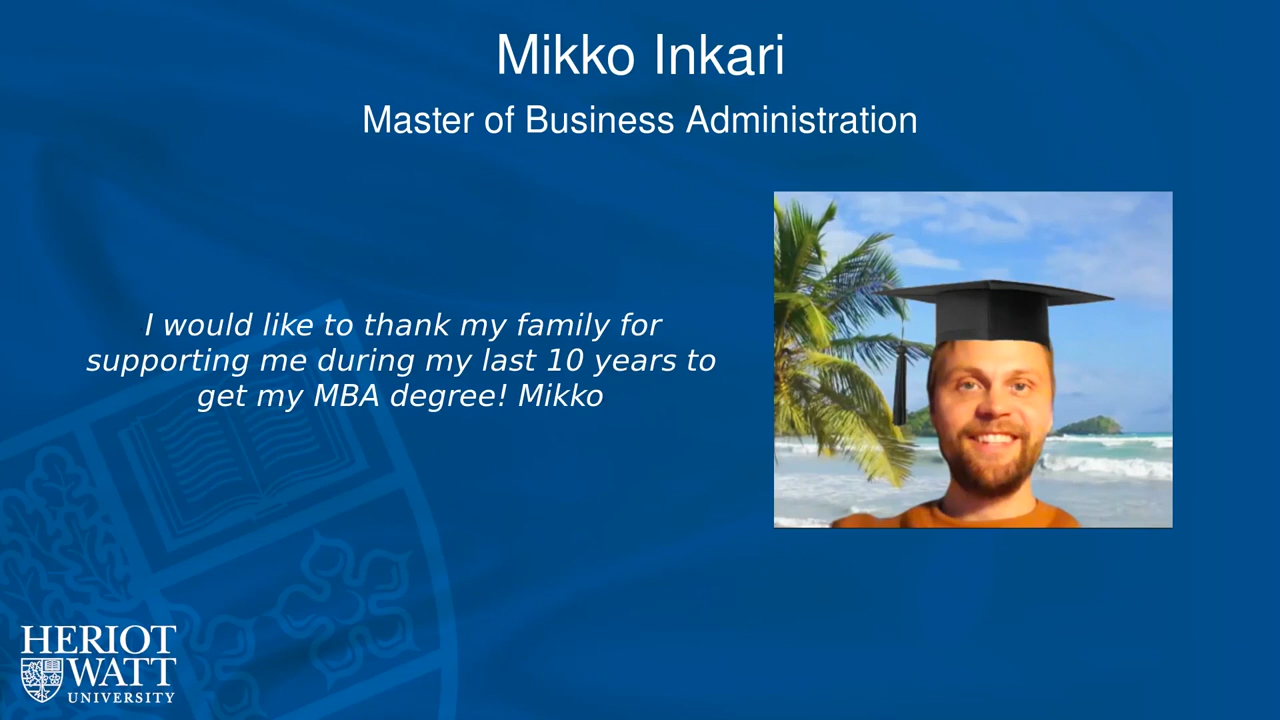 Mikko Inkari
Master of Business Administration
I would like to thank my family for
supporting me during my last 10 years to
get my MBA degree! Mikko
HERIOT
WATT
UNIVERSITY